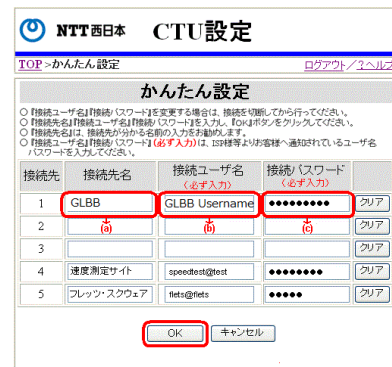 NTT西日本 CTU設定
TOP >かんたん設定 ログアウト/?ヘルプ
かんたん設定
○『接続ユーザ名』『接続パスワード』を変更する場合は、接続を切断してから行ってください。
○『接続先名』『接続ユーザ名』『接続パスワード』を入力し、『OK』ボタンをクリックしてください。
○『接続先名』は、接続先が分かる名前の入力をお勧めします。
○『接続ユーザ名』『接続パスワード』(必ず入力)は、ISP様等よりお客様へ通知されているユーザ名、
パスワードを入力してください。
接続先 接続先名 接続ユーザ名 (必ず入力) 接続パスワード (必ず入力)
1 GLBB GLBB Username ●●●●●●●●● クリア
2 (a) (b) (c) クリア
3 クリア
4 速度測定サイト speedtest@test ●●●●●●●● クリア
5 フレッツ・スクウェア flets@flets ●●●●● クリア
OK キャンセル